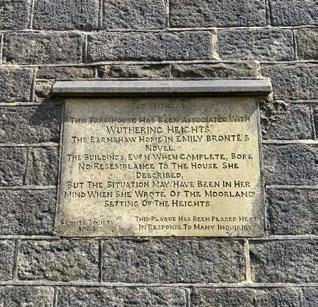 THIS FARMHOUSE HAS BEEN ASSOCIATED WITH
"WUTHERING HEIGHTS",
THE EARNSHAW HOME IN EMILY BRONTË'S
NOVEL.
THE BUILDINGS, EVEN WHEN COMPLETE, BORE
NO RESEMBLANCE TO THE HOUSE SHE
DESCRIBED,
BUT THE SITUATION MAY HAVE BEEN IN HER
MIND WHEN SHE WROTE OF THE MOORLAND
SETTING OF THE HEIGHTS.
BRONTË SOCIETY
THIS PLAQUE HAS BEEN PLACED HERE
IN RESPONSE TO MANY INQUIRIES.